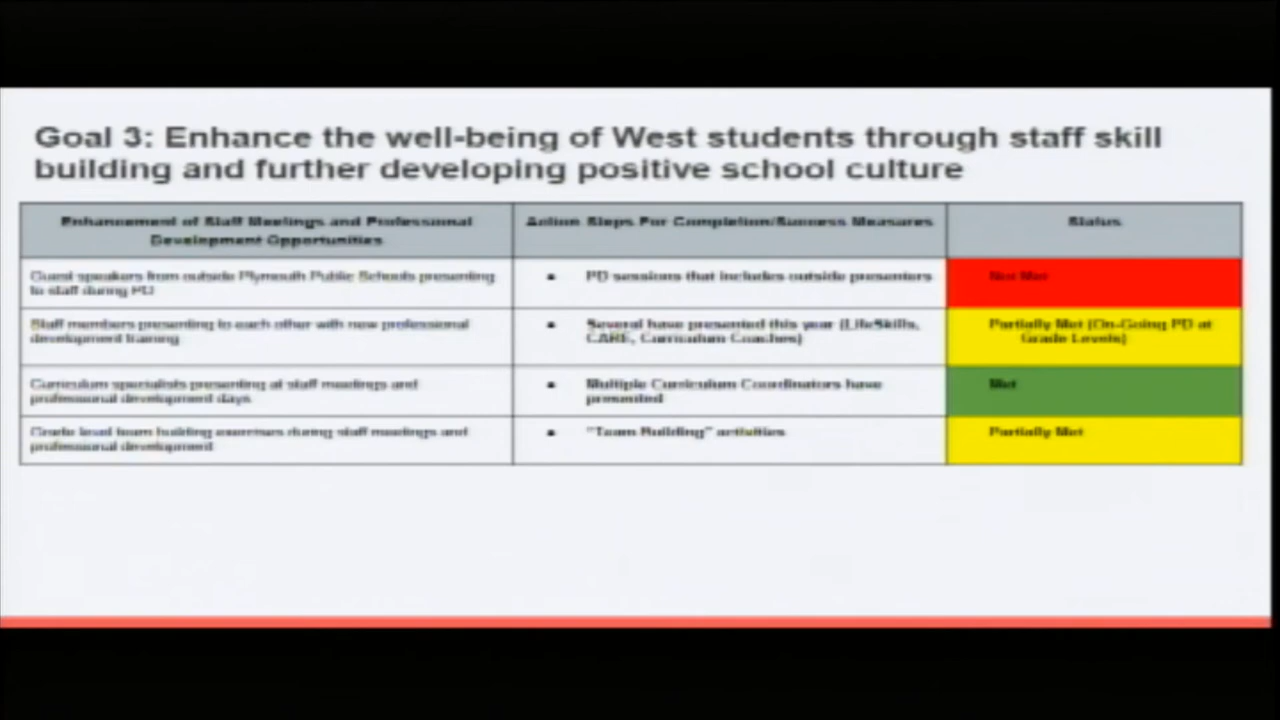 Goal 3: Enhance the well-being of West students through staff skill
building and further developing positive school culture
Enhancement of Staff Meetings and Professional
Development Opportunities
Action Steps For Completion/Success Measures
Status
Guest speakers from outside Plymouth Public Schools presenting
to staff during PD
• PD sessions that includes outside presenters
Not Met
Staff members presenting to each other with new professional
development training
• Several have presented this year (LifeSkills,
CARE, Curriculum Coaches)
Partially Met (On-Going PD at
Grade Levels)
Curriculum specialists presenting at staff meetings and
professional development days
• Multiple Curriculum Coordinators have
presented
Met
Grade level team building exercises during staff meetings and
professional development
• "Team Building" activities
Partially Met